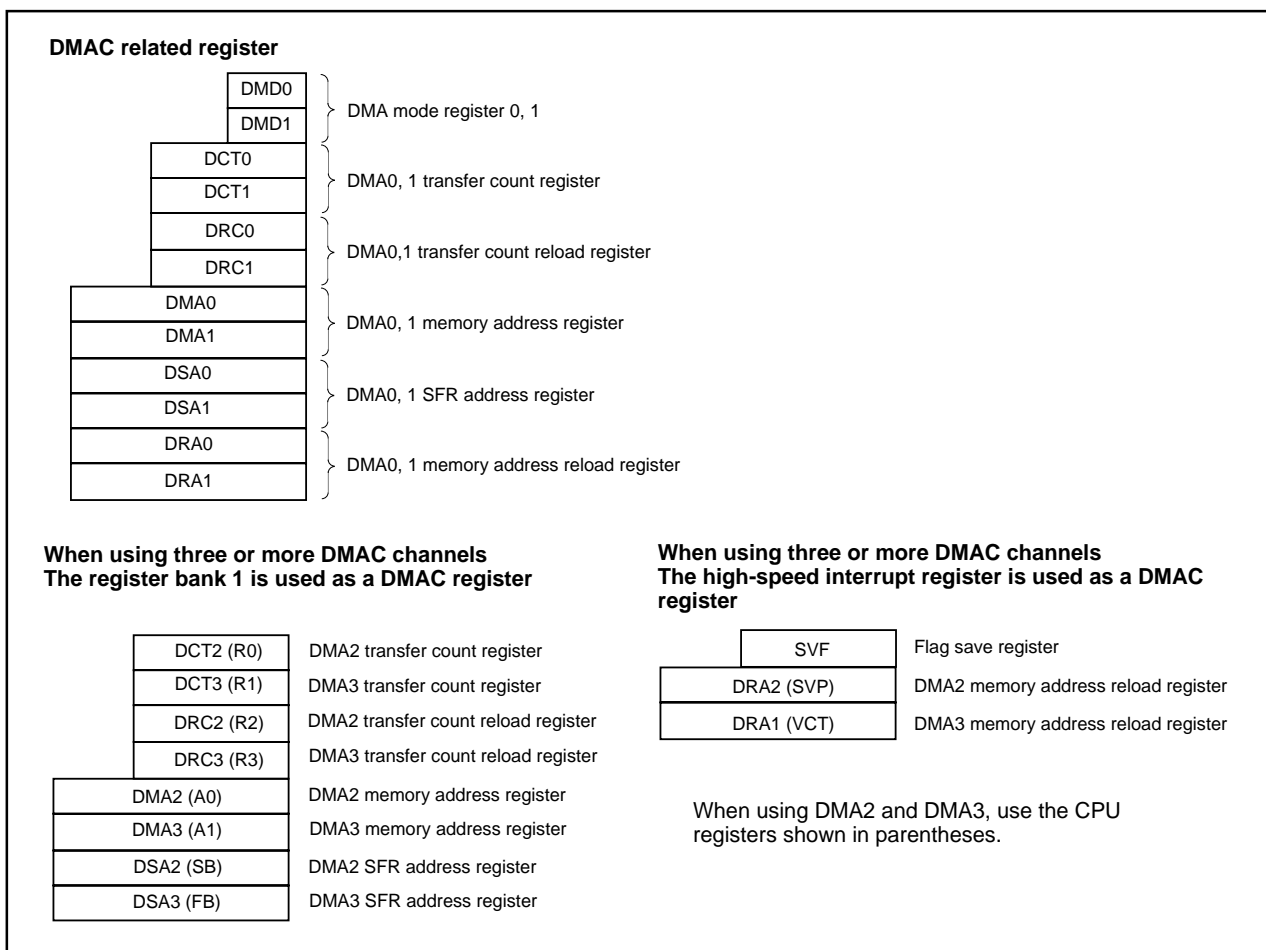 DMAC related register
DMD0
DMD1
DMA mode register 0, 1
DCT0
DCT1
DMA0, 1 transfer count register
DRC0
DRC1
DMA0,1 transfer count reload register
DMA0
DMA1
DMA0, 1 memory address register
DSA0
DSA1
DMA0, 1 SFR address register
DRA0
DRA1
DMA0, 1 memory address reload register
When using three or more DMAC channels
The register bank 1 is used as a DMAC register
DCT2 (R0) DMA2 transfer count register
DCT3 (R1) DMA3 transfer count register
DRC2 (R2) DMA2 transfer count reload register
DRC3 (R3) DMA3 transfer count reload register
DMA2 (A0) DMA2 memory address register
DMA3 (A1) DMA3 memory address register
DSA2 (SB) DMA2 SFR address register
DSA3 (FB) DMA3 SFR address register
When using three or more DMAC channels
The high-speed interrupt register is used as a DMAC
register
SVF Flag save register
DRA2 (SVP) DMA2 memory address reload register
DRA1 (VCT) DMA3 memory address reload register
When using DMA2 and DMA3, use the CPU
registers shown in parentheses.